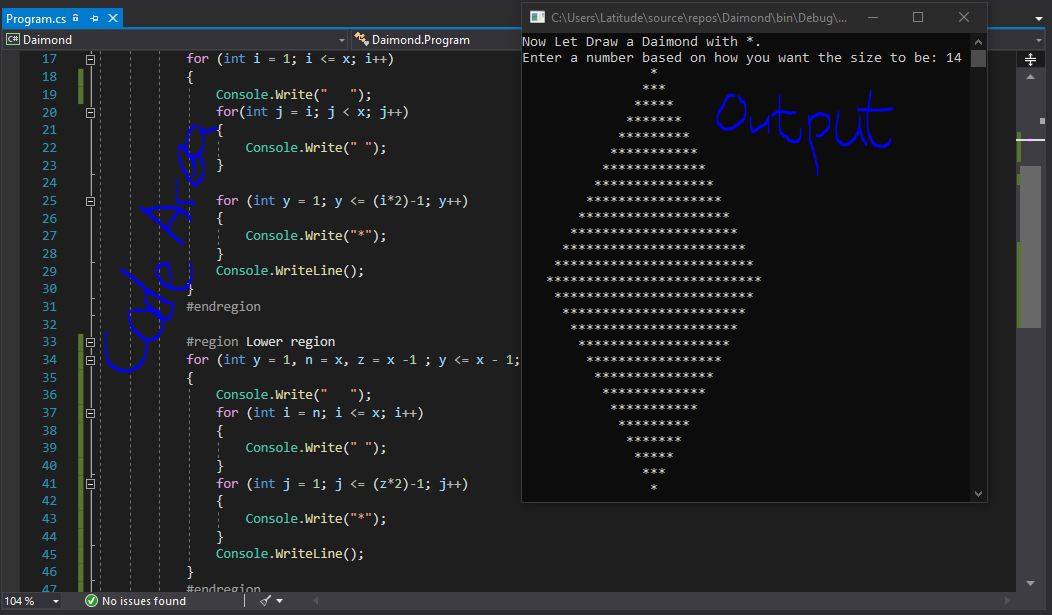 Program.cs
Daimond
Daimond.Program
17 for (int i = 1; i <= x; i++)
18 {
19 Console.Write("   ");
20 for(int j = i; j < x; j++)
21 {
22 Console.Write(" ");
23 }
24
25 for (int y = 1; y <= (i*2)-1; y++)
26 {
27 Console.Write("*");
28 }
29 Console.WriteLine();
30 }
31 #endregion
32
33 #region Lower region
34 for (int y = 1, n = x, z = x -1 ; y <= x - 1;
35 {
36 Console.Write("   ");
37 for (int i = n; i <= x; i++)
38 {
39 Console.Write(" ");
40 }
41 for (int j = 1; j <= (z*2)-1; j++)
42 {
43 Console.Write("*");
44 }
45 Console.WriteLine();
46 }
47 #endregion
104 %
No issues found
C:\Users\Latitude\source\repos\Daimond\bin\Debug\...
Now Let Draw a Daimond with *.
Enter a number based on how you want the size to be: 14
*
***
*****
*******
*********
***********
*************
***************
*****************
*******************
*********************
***********************
*************************
***************************
*************************
***********************
*********************
*******************
*****************
***************
*************
***********
*********
*******
*****
***
*
Output